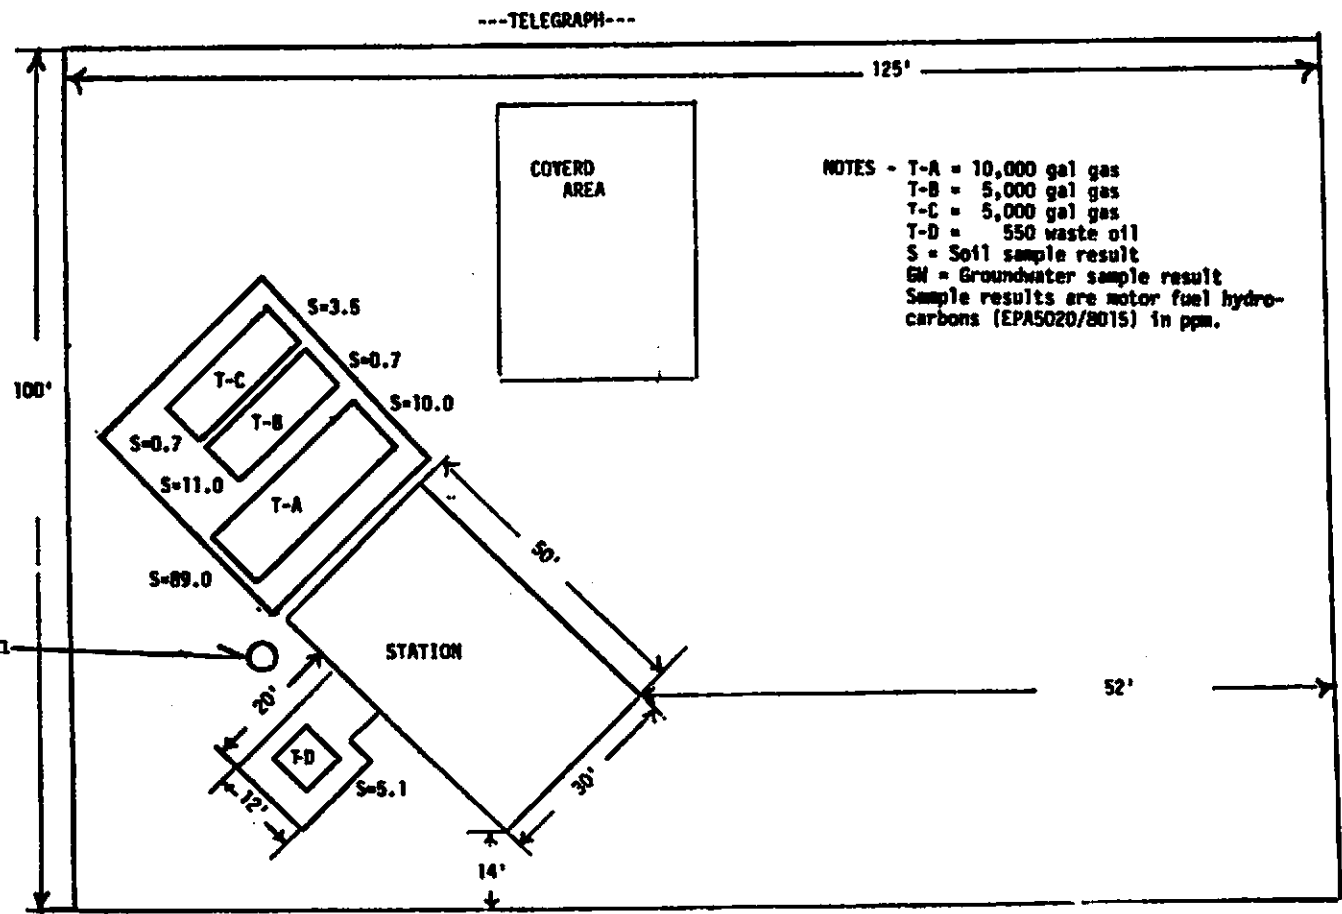 ---TELEGRAPH---
125'
COVERD
AREA
NOTES - T-A = 10,000 gal gas
T-B = 5,000 gal gas
T-C = 5,000 gal gas
T-D = 550 waste oil
S = Soil sample result
GW = Groundwater sample result
Sample results are motor fuel hydro-
carbons (EPA5020/8015) in ppm.
S=3.5
S=0.7
T-C
100'
S=10.0
T-B
S=0.7
S=11.0
T-A
50'
S=89.0
STATION
52'
20'
T-D
S=5.1
30'
12'
14'